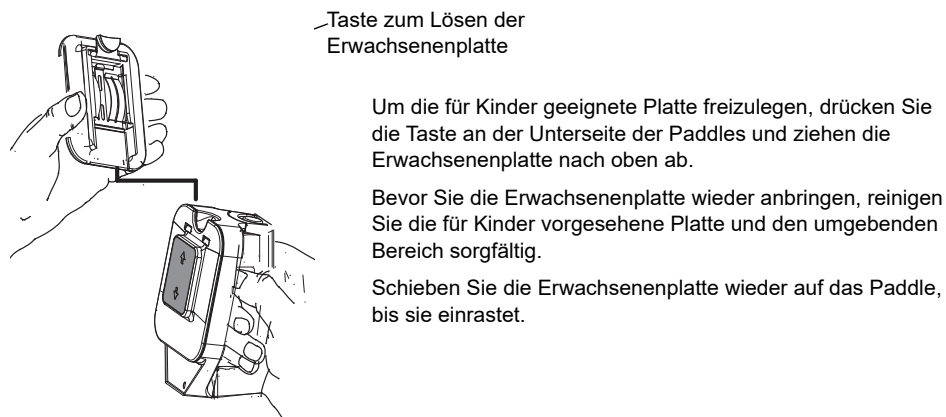 Taste zum Lösen der
Erwachsenenplatte
Um die für Kinder geeignete Platte freizulegen, drücken Sie
die Taste an der Unterseite der Paddles und ziehen die
Erwachsenenplatte nach oben ab.
Bevor Sie die Erwachsenenplatte wieder anbringen, reinigen
Sie die für Kinder vorgesehene Platte und den umgebenden
Bereich sorgfältig.
Schieben Sie die Erwachsenenplatte wieder auf das Paddle,
bis sie einrastet.